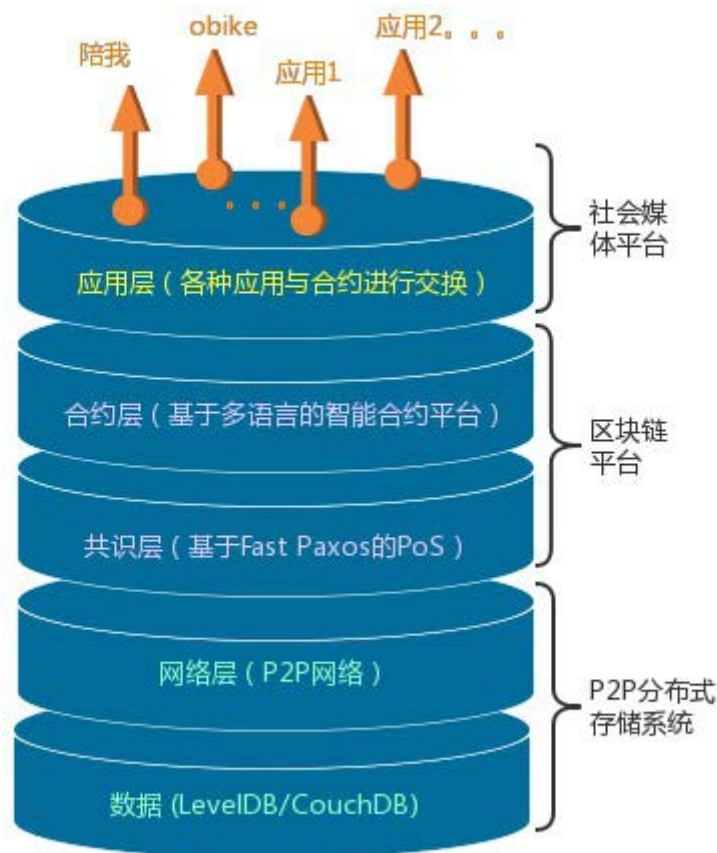 陪我
obike
应用1
应用2。。。
应用层（各种应用与合约进行交换）
社会媒
体平台
合约层（基于多语言的智能合约平台）
共识层（基于Fast Paxos的PoS）
区块链
平台
网络层（P2P网络）
数据 (LevelDB/CouchDB)
P2P分布式
存储系统